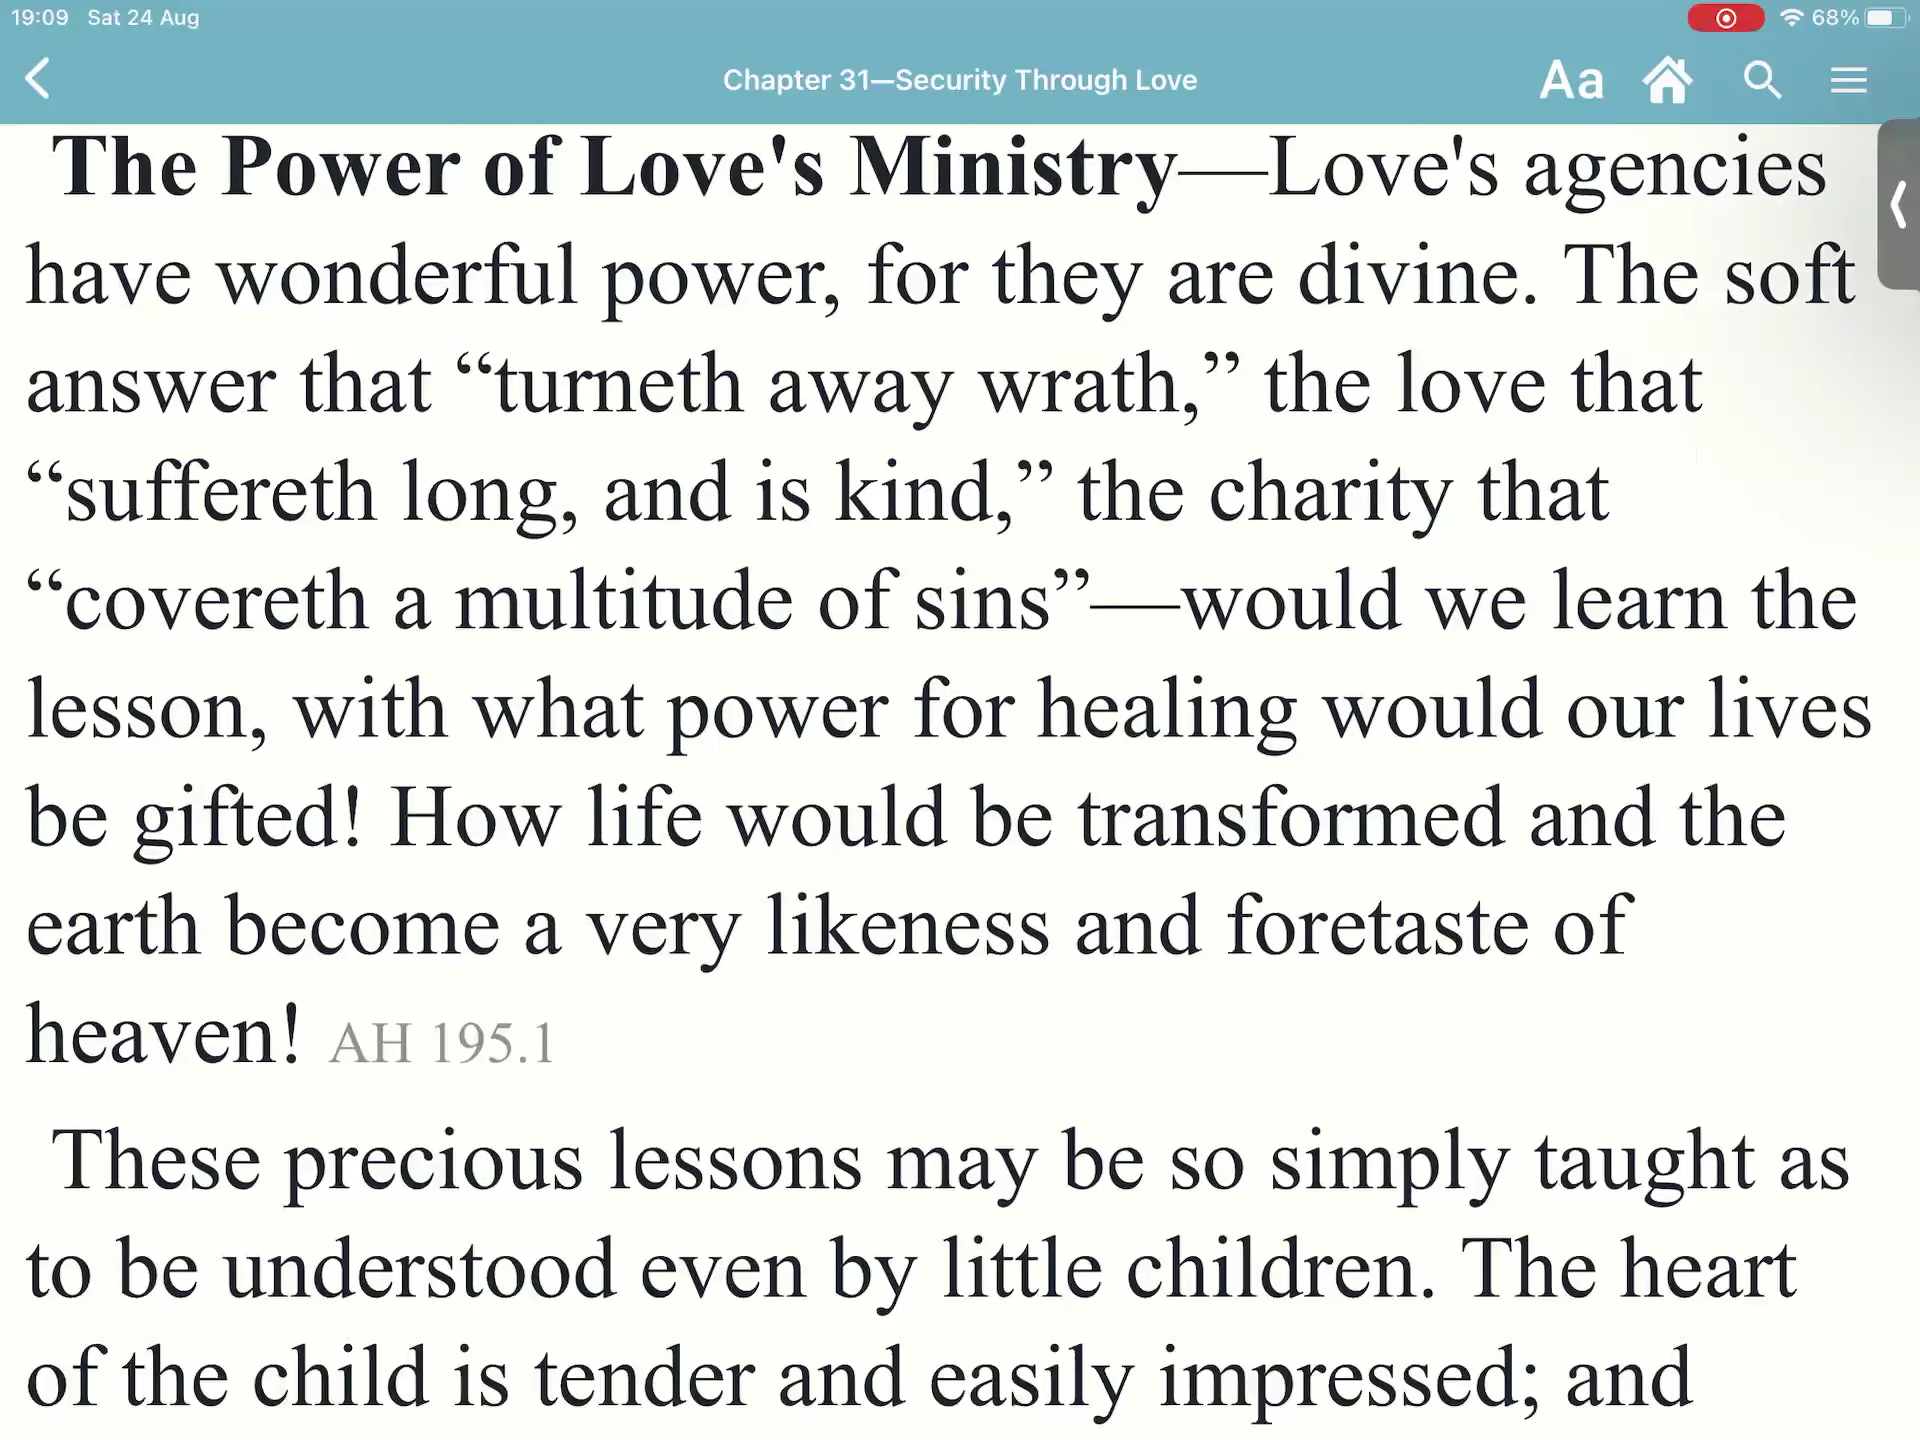 19:09 Sat 24 Aug
68%
Chapter 31—Security Through Love
Aa
The Power of Love's Ministry—Love's agencies
have wonderful power, for they are divine. The soft
answer that “turneth away wrath,” the love that
“suffereth long, and is kind,” the charity that
“covereth a multitude of sins”—would we learn the
lesson, with what power for healing would our lives
be gifted! How life would be transformed and the
earth become a very likeness and foretaste of
heaven! AH 195.1
These precious lessons may be so simply taught as
to be understood even by little children. The heart
of the child is tender and easily impressed; and